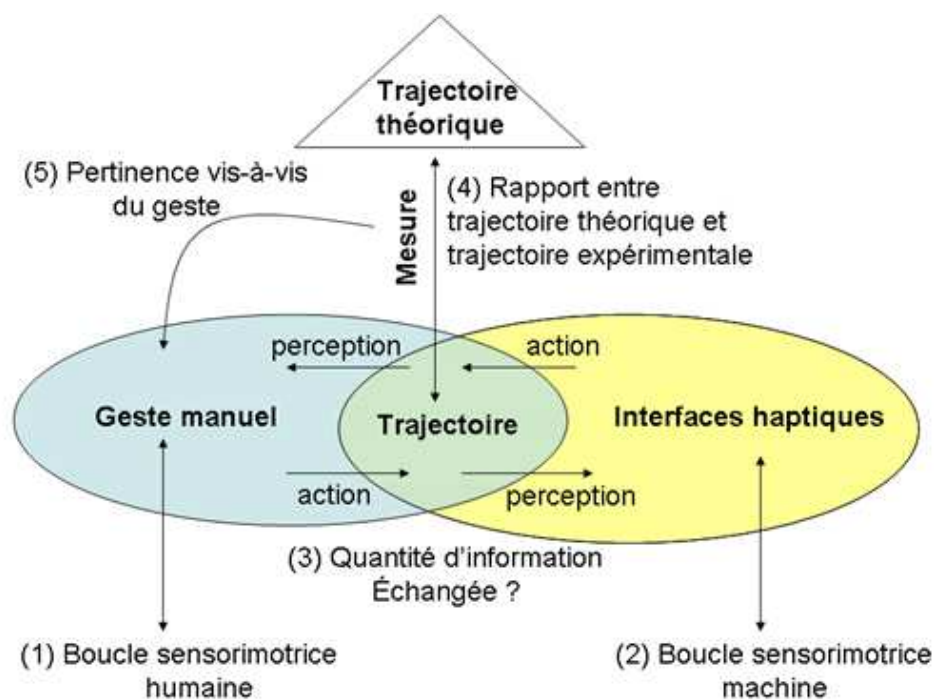 Trajectoire
théorique
(5) Pertinence vis-à-vis
du geste
Mesure
(4) Rapport entre
trajectoire théorique et
trajectoire expérimentale
perception
action
Geste manuel
Trajectoire
Interfaces haptiques
action
perception
(3) Quantité d'information
Échangée ?
(1) Boucle sensorimotrice
humaine
(2) Boucle sensorimotrice
machine